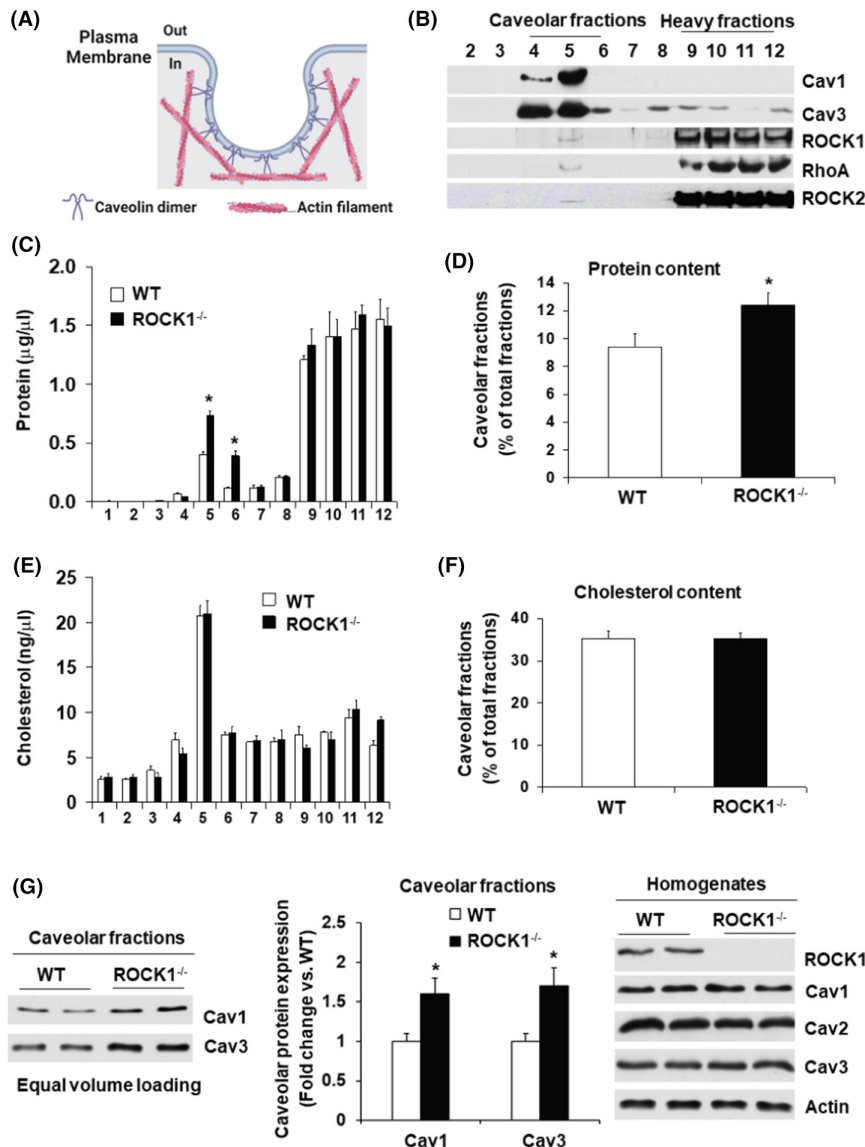 (A)
Plasma
Membrane
Out
In
Caveolin dimer
Actin filament
(B)
Caveolar fractions Heavy fractions
2 3 4 5 6 7 8 9 10 11 12
Cav1
Cav3
ROCK1
RhoA
ROCK2
(C)
2.0
1.5
1.0
0.5
0.0
Protein (µg/µl)
WT
ROCK1-/-
*
*
1 2 3 4 5 6 7 8 9 10 11 12
(D)
Protein content
Caveolar fractions
(% of total fractions)
14
12
10
8
6
4
2
0
*
WT ROCK1-/-
(E)
25
20
15
10
5
0
Cholesterol (ng/µl)
WT
ROCK1-/-
1 2 3 4 5 6 7 8 9 10 11 12
(F)
Cholesterol content
Caveolar fractions
(% of total fractions)
50
40
30
20
10
0
WT ROCK1-/-
(G)
Caveolar fractions
WT ROCK1-/-
Cav1
Cav3
Equal volume loading
Caveolar fractions
WT
ROCK1-/-
Caveolar protein expression
(Fold change vs. WT)
2.5
2
1.5
1
0.5
0
*
*
Cav1 Cav3
Homogenates
WT ROCK1-/-
ROCK1
Cav1
Cav2
Cav3
Actin